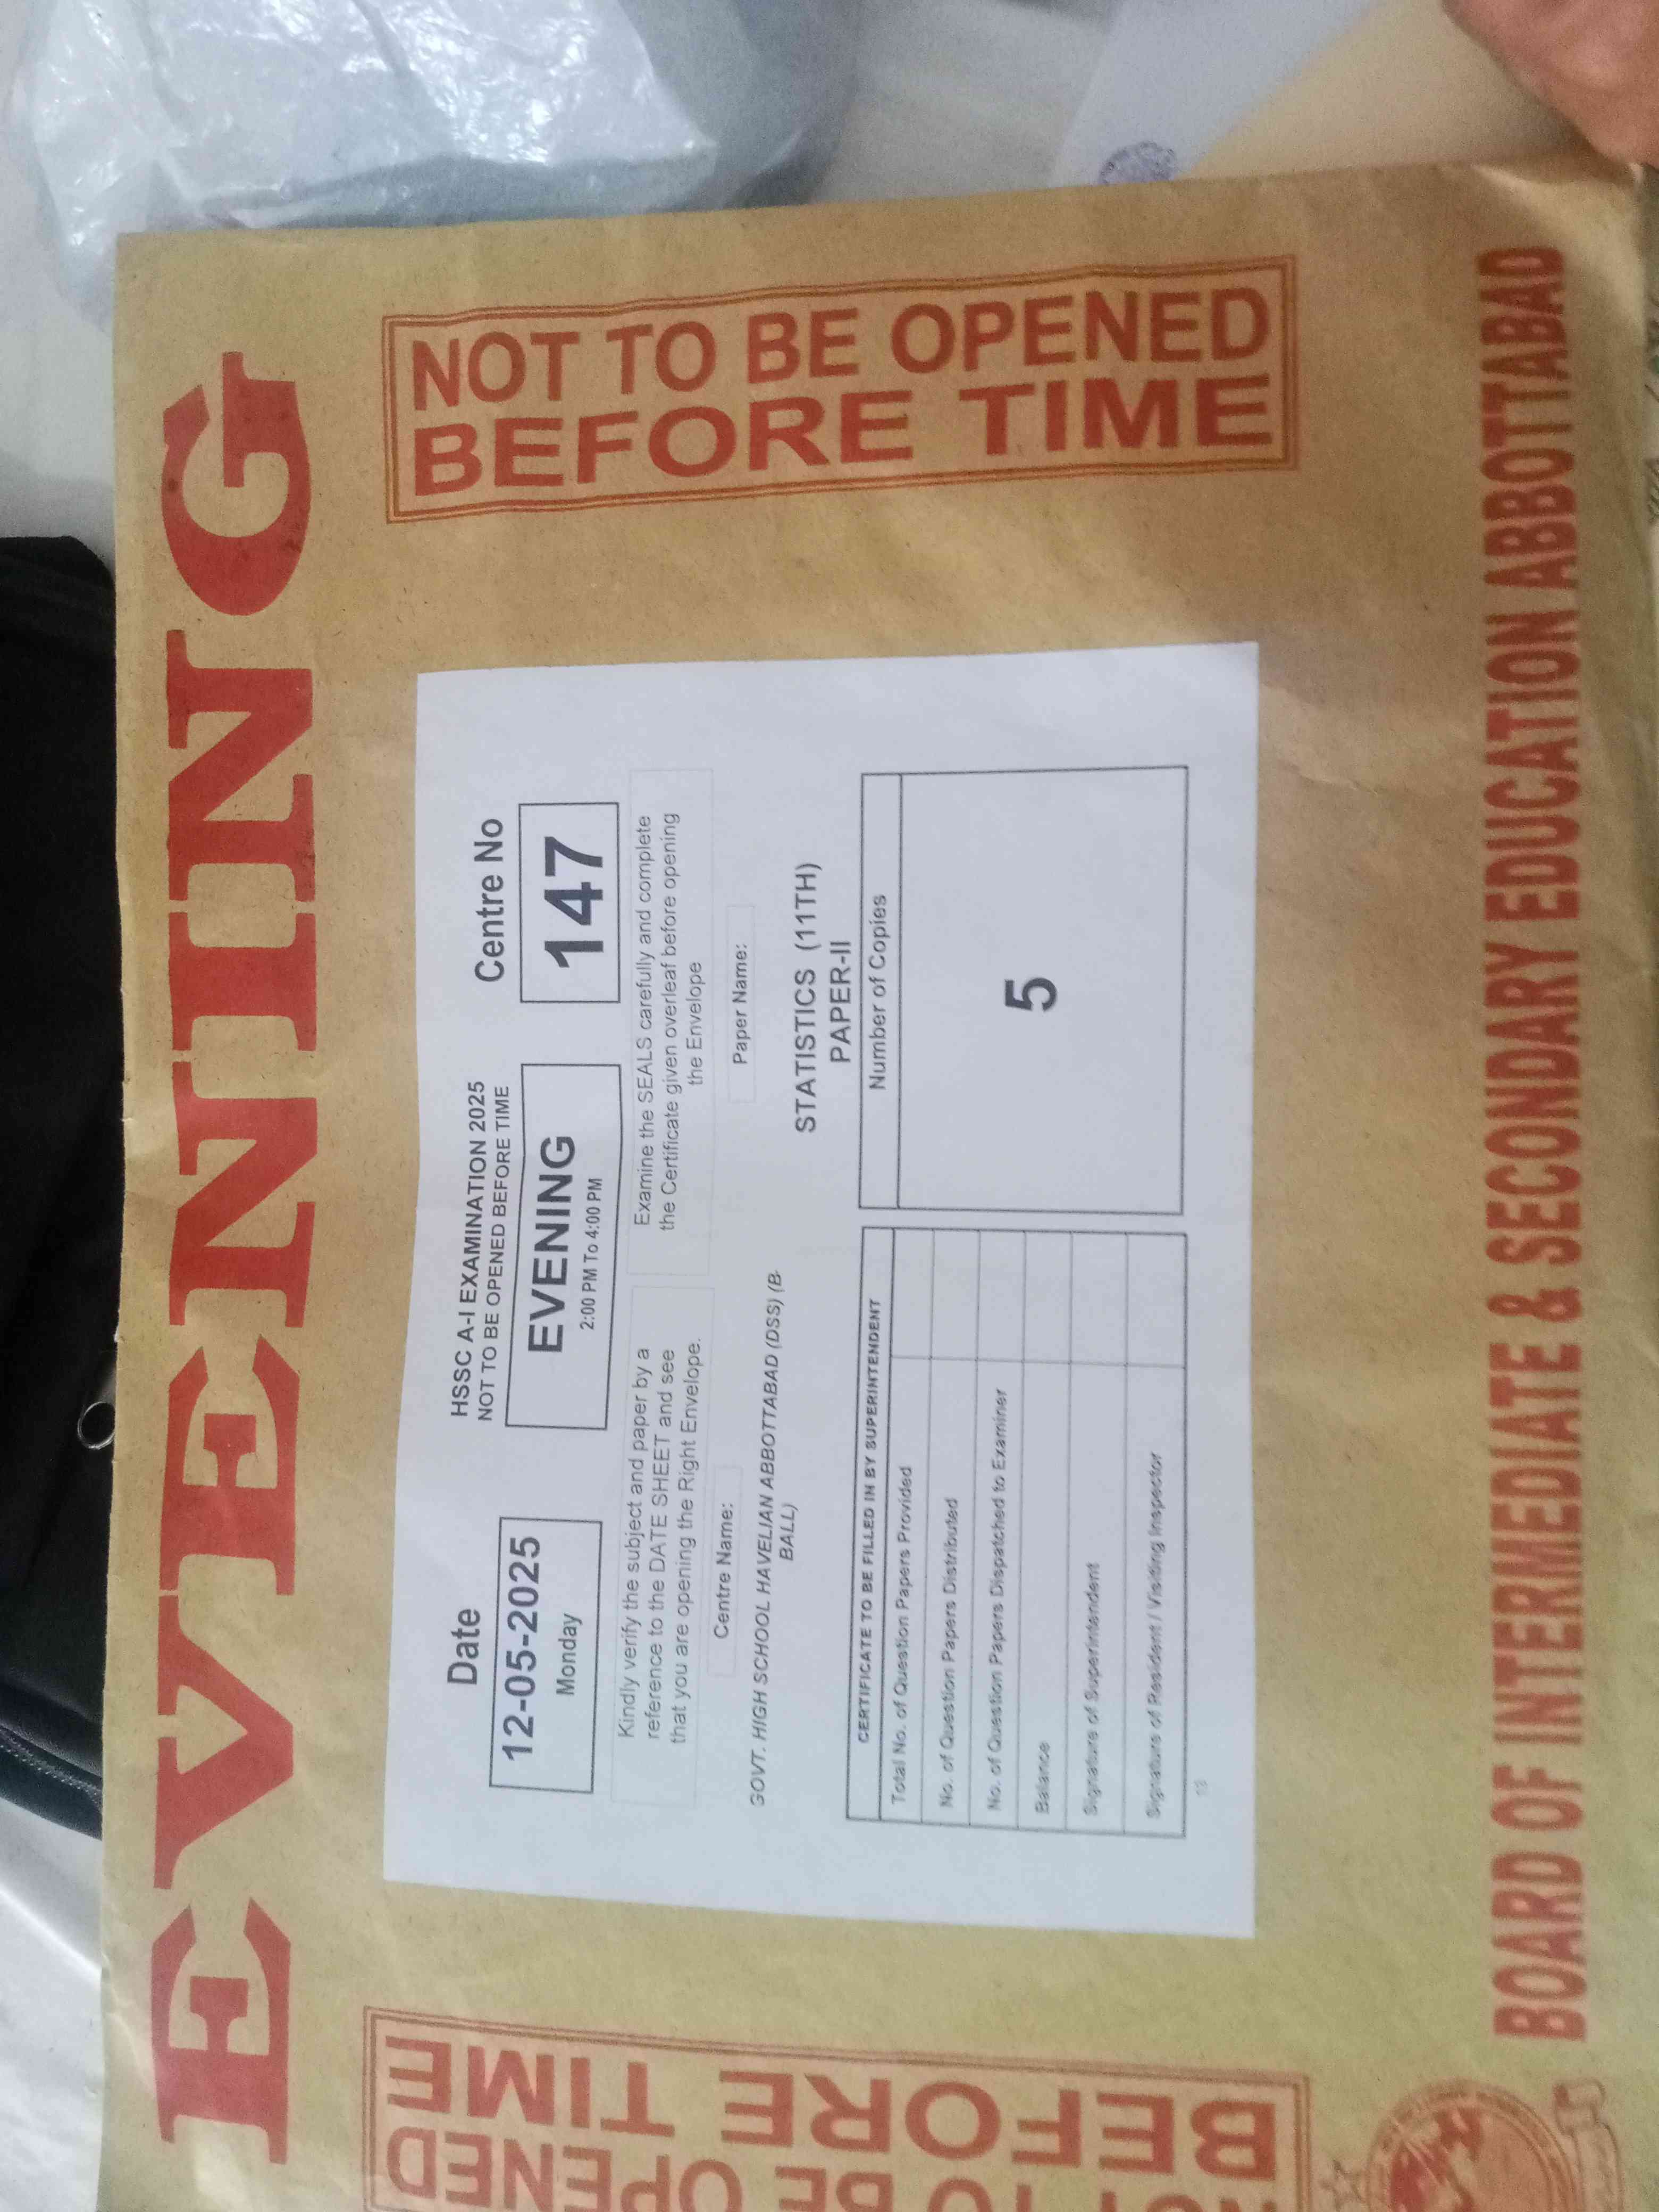 EVENING
NOT TO BE OPENED
BEFORE TIME
HSSC A-I EXAMINATION 2025
NOT TO BE OPENED BEFORE TIME
Date
12-05-2025
Monday
EVENING
2:00 PM To 4:00 PM
Centre No
147
Kindly verify the subject and paper by a
reference to the DATE SHEET and see
that you are opening the Right Envelope.
Examine the SEALS carefully and complete
the Certificate given overleaf before opening
the Envelope
Centre Name:
GOVT. HIGH SCHOOL HAVELIAN ABBOTTABAD (DSS) (B-
BALL)
Paper Name:
STATISTICS (11TH)
PAPER-II
CERTIFICATE TO BE FILLED IN BY SUPERINTENDENT
Total No. of Question Papers Provided
No. of Question Papers Distributed
No. of Question Papers Dispatched to Examiner
Balance
Signature of Superintendent
Signature of Resident / Visiting Inspector
Number of Copies
5
13
BE OPENED
BEFORE TIME
BOARD OF INTERMEDIATE & SECONDARY EDUCATION ABBOTTABAD